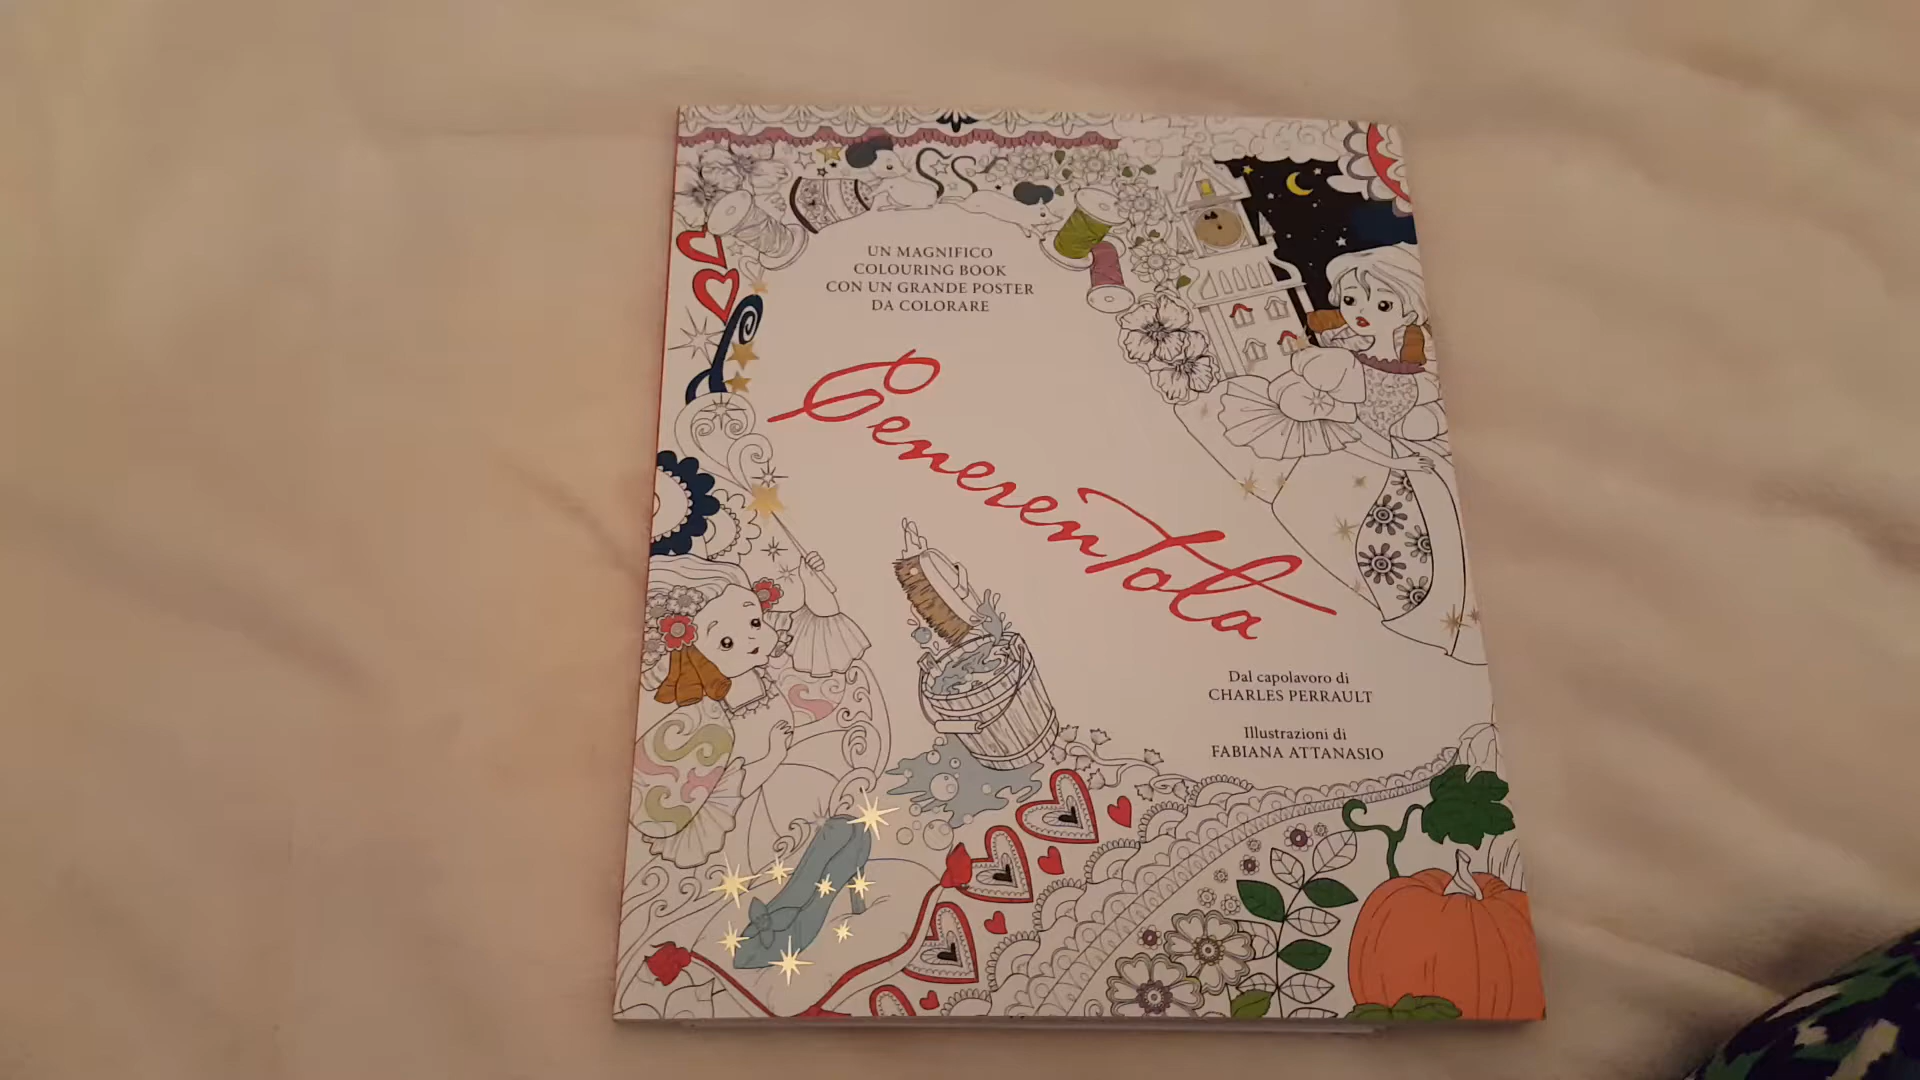 UN MAGNIFICO
COLOURING BOOK
CON UN GRANDE POSTER
DA COLORARE
Cenerentola
Dal capolavoro di
CHARLES PERRAULT
Illustrazioni di
FABIANA ATTANASIO